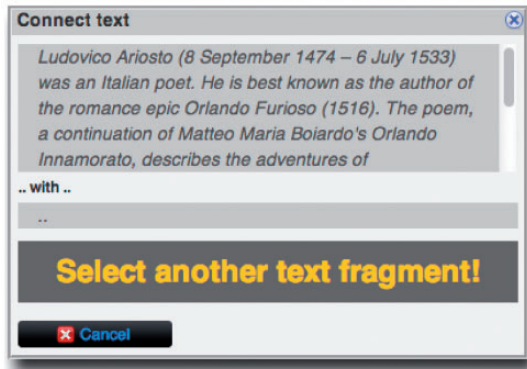 Connect text
Ludovico Ariosto (8 September 1474 – 6 July 1533)
was an Italian poet. He is best known as the author of
the romance epic Orlando Furioso (1516). The poem,
a continuation of Matteo Maria Boiardo's Orlando
Innamorato, describes the adventures of
.. with ..
..
Select another text fragment!
Cancel